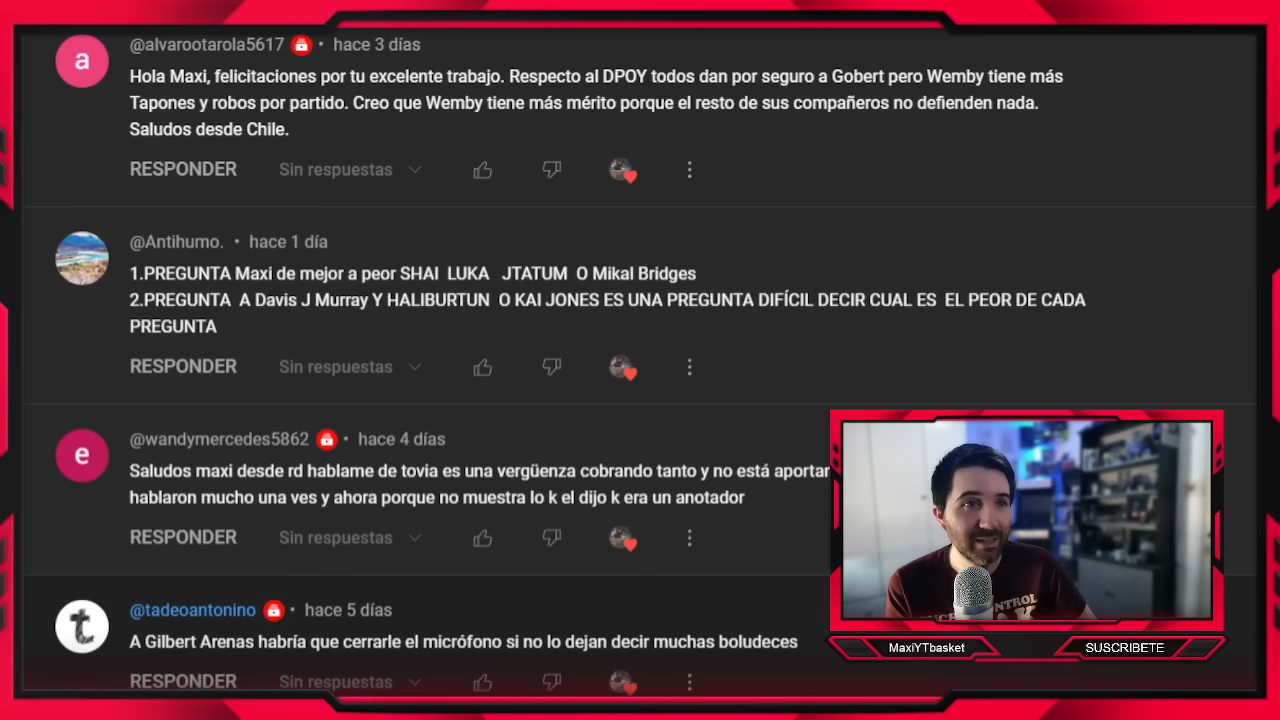 a
@alvarootarola5617 • hace 3 días
Hola Maxi, felicitaciones por tu excelente trabajo. Respecto al DPOY todos dan por seguro a Gobert pero Wemby tiene más
Tapones y robos por partido. Creo que Wemby tiene más mérito porque el resto de sus compañeros no defienden nada.
Saludos desde Chile.
RESPONDER Sin respuestas
@Antihumo. • hace 1 día
1.PREGUNTA Maxi de mejor a peor SHAI LUKA JTATUM O Mikal Bridges
2.PREGUNTA A Davis J Murray Y HALIBURTUN O KAI JONES ES UNA PREGUNTA DIFÍCIL DECIR CUAL ES EL PEOR DE CADA
PREGUNTA
RESPONDER Sin respuestas
e
@wandymercedes5862 • hace 4 días
Saludos maxi desde rd hablame de tovia es una vergüenza cobrando tanto y no está aportan
hablaron mucho una ves y ahora porque no muestra lo k el dijo k era un anotador
RESPONDER Sin respuestas
t
@tadeoantonino • hace 5 días
A Gilbert Arenas habría que cerrarle el micrófono si no lo dejan decir muchas boludeces
RESPONDER Sin respuestas
CONTROL
MaxiYTbasket
SUSCRIBETE